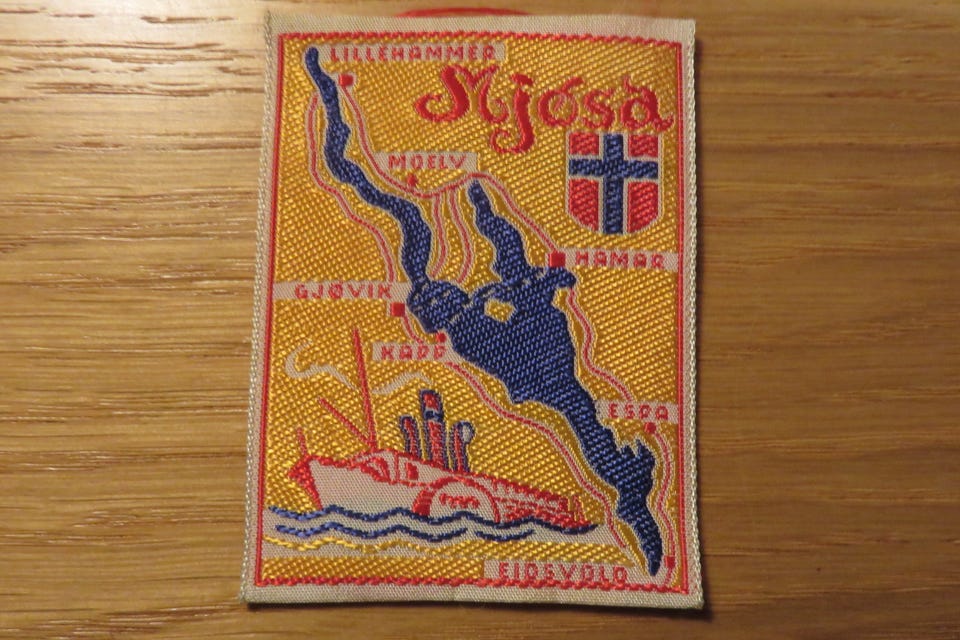 LILLEHAMMER
Mjøsa
MOELV
HAMAR
GJØVIK
KAPP
ESPA
EIDSVOLD